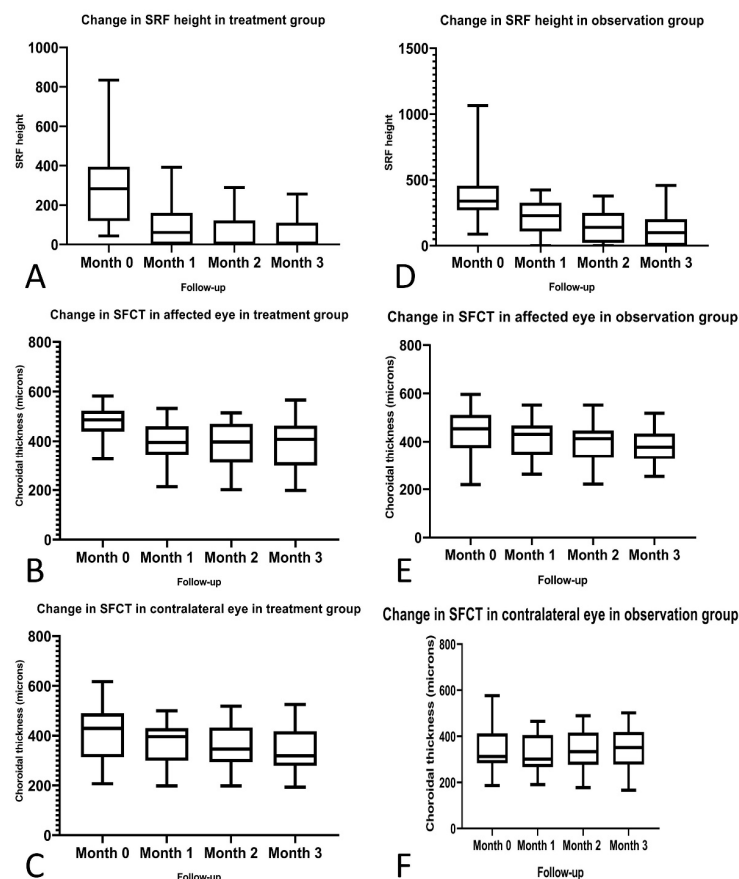 Change in SRF height in treatment group
1000
800
600
400
200
0
SRF height
Month 0 Month 1 Month 2 Month 3
Follow-up
A
Change in SRF height in observation group
1500
1000
500
0
SRF height
Month 0 Month 1 Month 2 Month 3
Follow-up
D
Change in SFCT in affected eye in treatment group
800
600
400
200
0
Choroidal thickness (microns)
Month 0 Month 1 Month 2 Month 3
Follow-up
B
Change in SFCT in affected eye in observation group
800
600
400
200
0
Choroidal thickness (microns)
Month 0 Month 1 Month 2 Month 3
Follow-up
E
Change in SFCT in contralateral eye in treatment group
800
600
400
200
0
Choroidal thickness (microns)
Month 0 Month 1 Month 2 Month 3
Follow-up
C
Change in SFCT in contralateral eye in observation group
800
600
400
200
0
Choroidal thickness (microns)
Month 0 Month 1 Month 2 Month 3
Follow-up
F